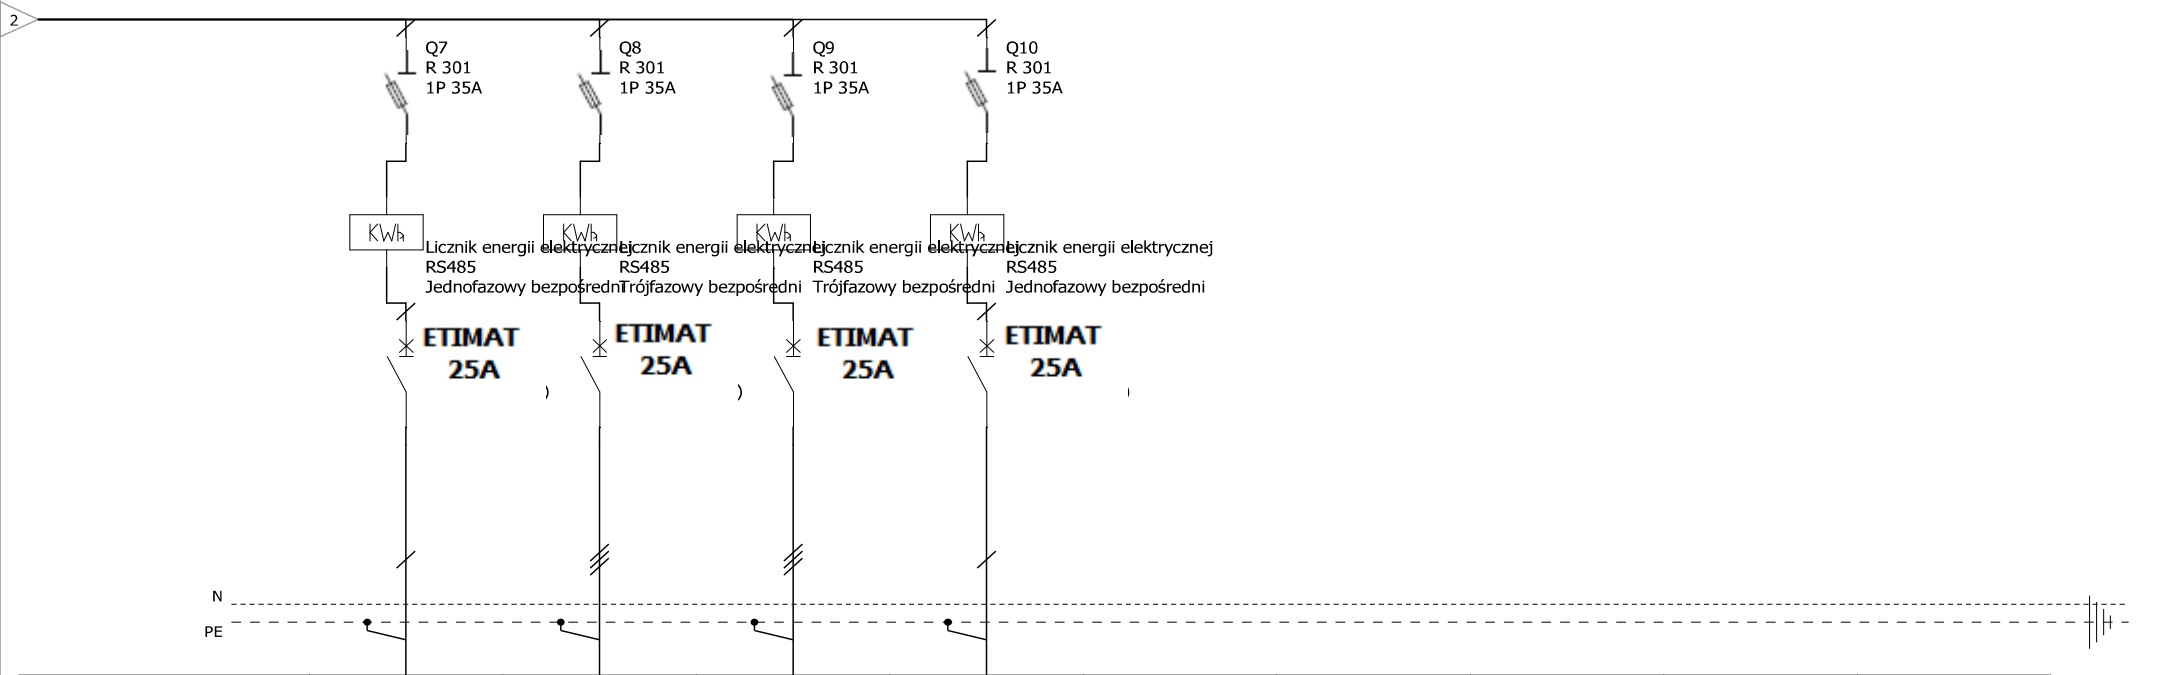 2
Q7
R 301
1P 35A
Q8
R 301
1P 35A
Q9
R 301
1P 35A
Q10
R 301
1P 35A
KWh
Licznik energii elektrycznej
RS485
Jednofazowy bezpośredni
KWh
Licznik energii elektrycznej
RS485
Trójfazowy bezpośredni
KWh
Licznik energii elektrycznej
RS485
Trójfazowy bezpośredni
KWh
Licznik energii elektrycznej
RS485
Jednofazowy bezpośredni
ETIMAT
25A
)
ETIMAT
25A
)
ETIMAT
25A
ETIMAT
25A
N
PE